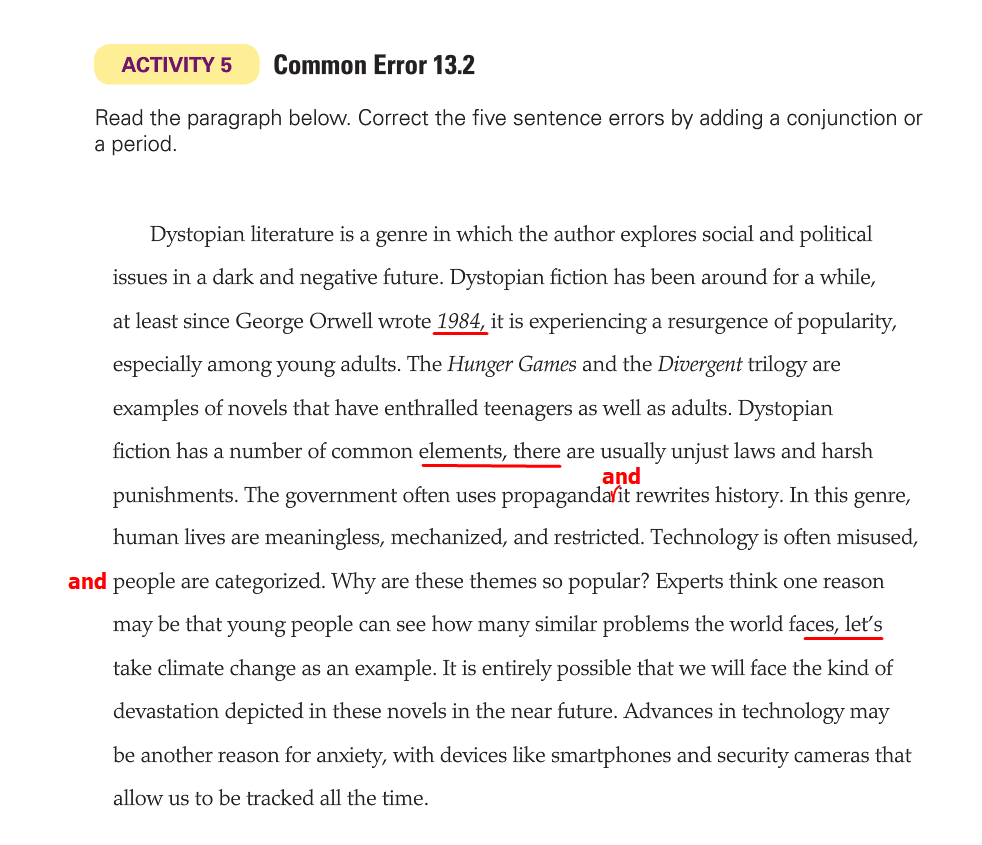 ACTIVITY 5 Common Error 13.2
Read the paragraph below. Correct the five sentence errors by adding a conjunction or
a period.
Dystopian literature is a genre in which the author explores social and political
issues in a dark and negative future. Dystopian fiction has been around for a while,
at least since George Orwell wrote 1984, it is experiencing a resurgence of popularity,
especially among young adults. The Hunger Games and the Divergent trilogy are
examples of novels that have enthralled teenagers as well as adults. Dystopian
fiction has a number of common elements, there are usually unjust laws and harsh
and
punishments. The government often uses propaganda it rewrites history. In this genre,
human lives are meaningless, mechanized, and restricted. Technology is often misused,
and people are categorized. Why are these themes so popular? Experts think one reason
may be that young people can see how many similar problems the world faces, let's
take climate change as an example. It is entirely possible that we will face the kind of
devastation depicted in these novels in the near future. Advances in technology may
be another reason for anxiety, with devices like smartphones and security cameras that
allow us to be tracked all the time.